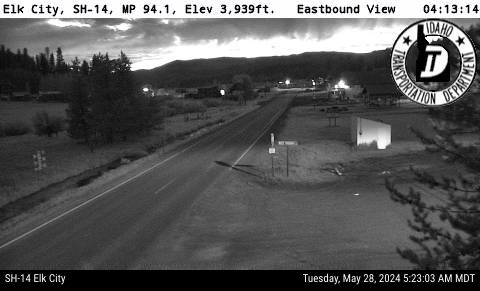 Elk City, SH-14, MP 94.1, Elev 3,939ft. Eastbound View 04:13:14
IDAHO
TRANSPORTATION DEPARTMENT
SH-14 Elk City Tuesday, May 28, 2024 5:23:03 AM MDT